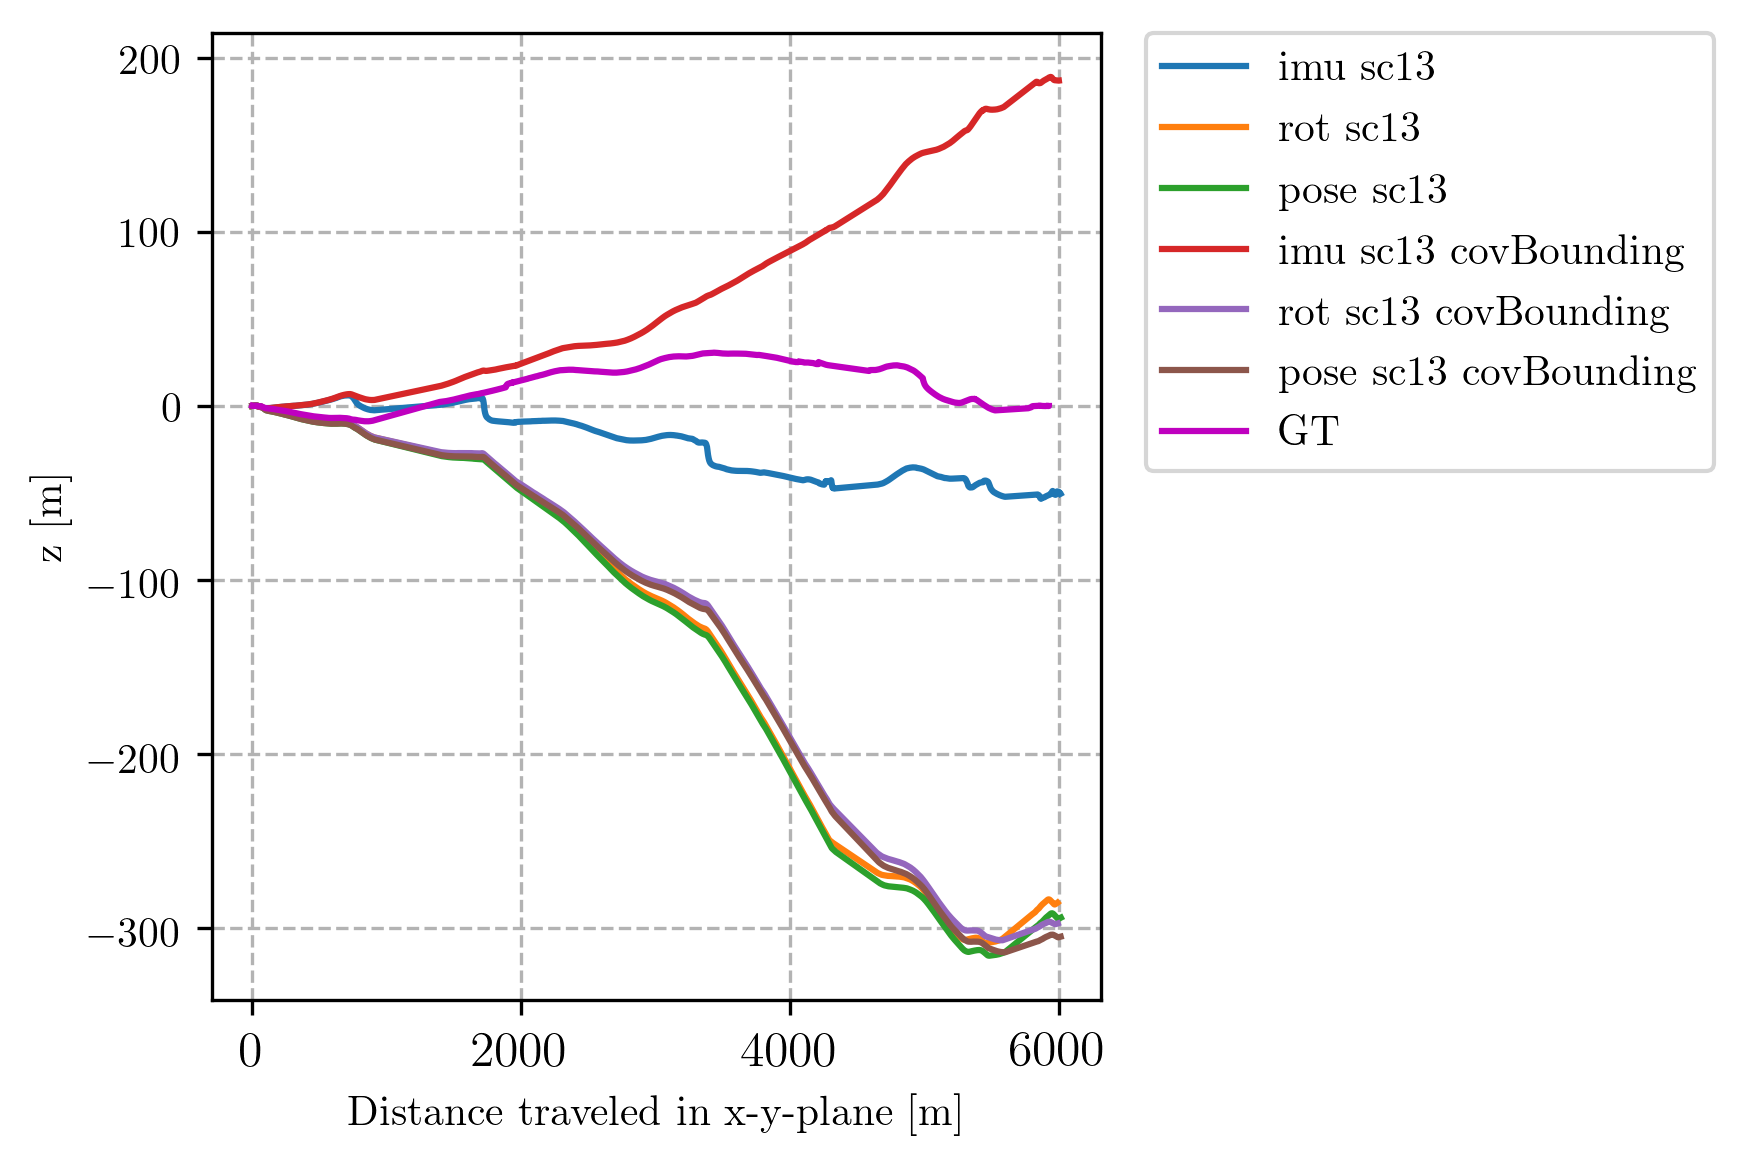 200
100
0
−100
−200
−300
z [m]
0 2000 4000 6000
Distance traveled in x-y-plane [m]
imu sc13
rot sc13
pose sc13
imu sc13 covBounding
rot sc13 covBounding
pose sc13 covBounding
GT